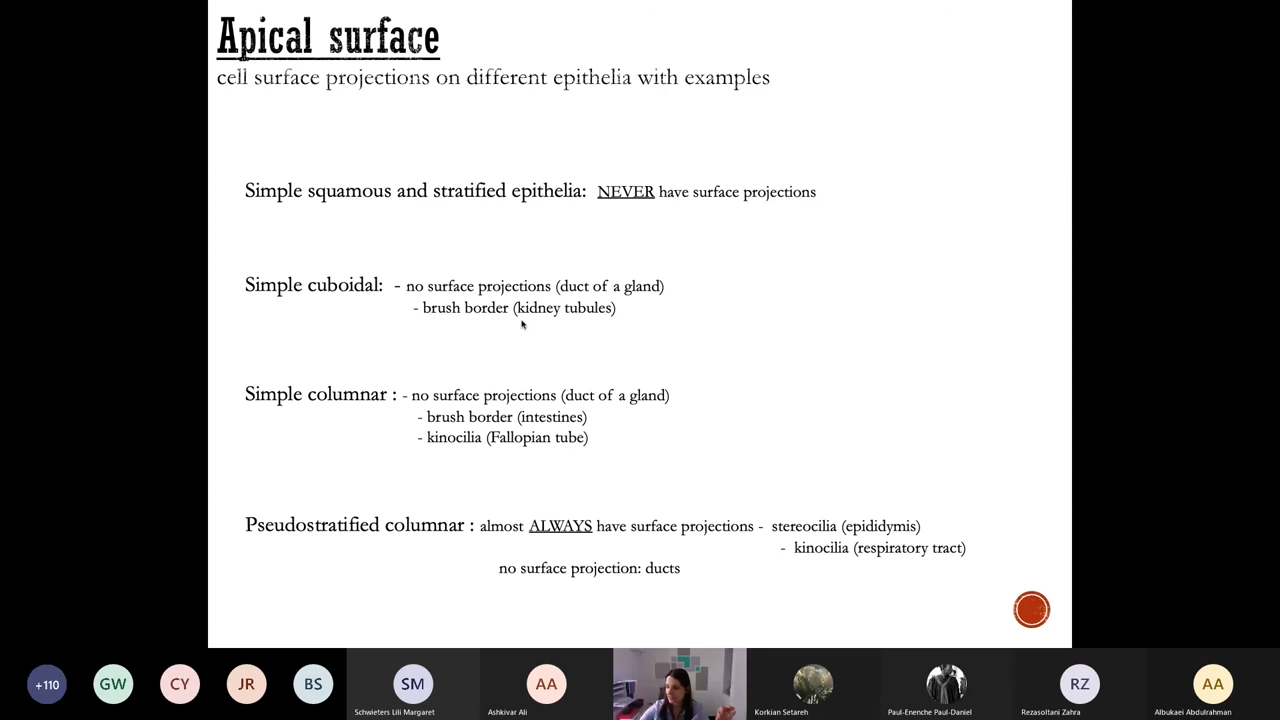 Apical surface
cell surface projections on different epithelia with examples
Simple squamous and stratified epithelia: NEVER have surface projections
Simple cuboidal: - no surface projections (duct of a gland)
- brush border (kidney tubules)
Simple columnar : - no surface projections (duct of a gland)
- brush border (intestines)
- kinocilia (Fallopian tube)
Pseudostratified columnar : almost ALWAYS have surface projections - stereocilia (epididymis)
- kinocilia (respiratory tract)
no surface projection: ducts
+110 GW CY JR BS SM AA RZ AA
Schwieters Lili Margaret Ashkivar Ali Korkian Setareh Paul-Enenche Paul-Daniel Rezasoltani Zahra Albukaei Abdulrahman